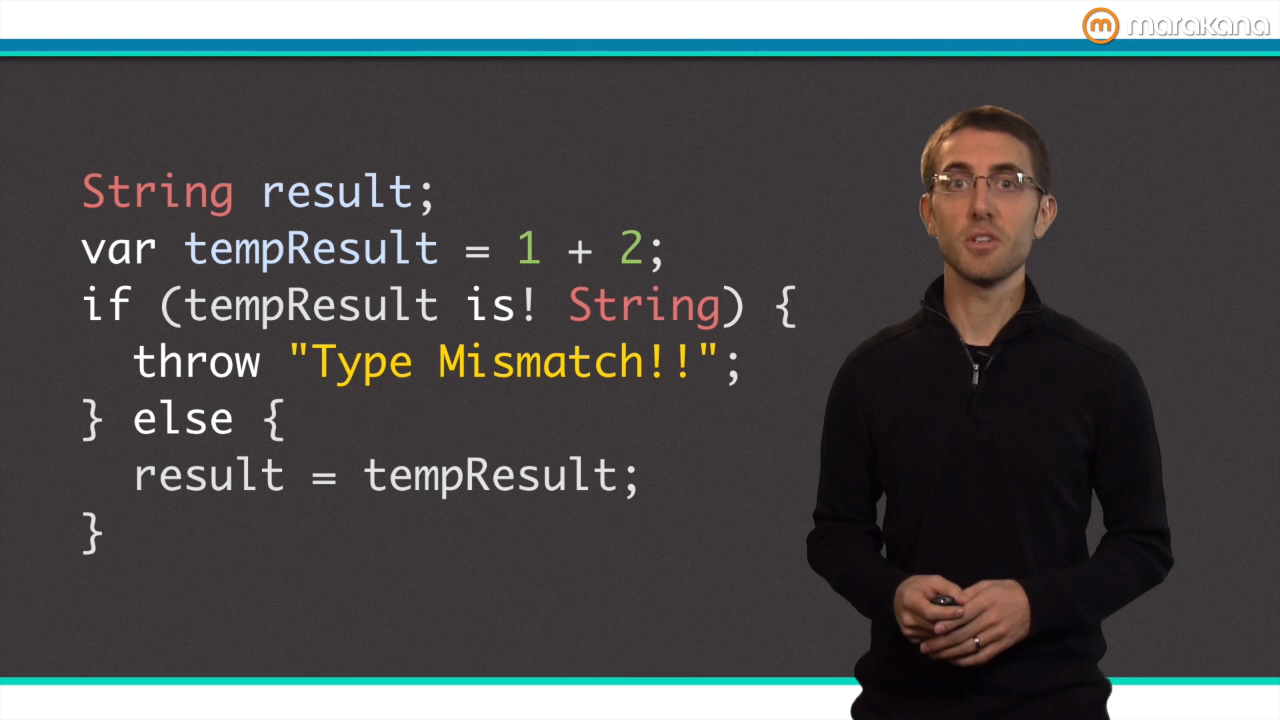 marakana
String result;
var tempResult = 1 + 2;
if (tempResult is! String) {
  throw "Type Mismatch!!";
} else {
  result = tempResult;
}